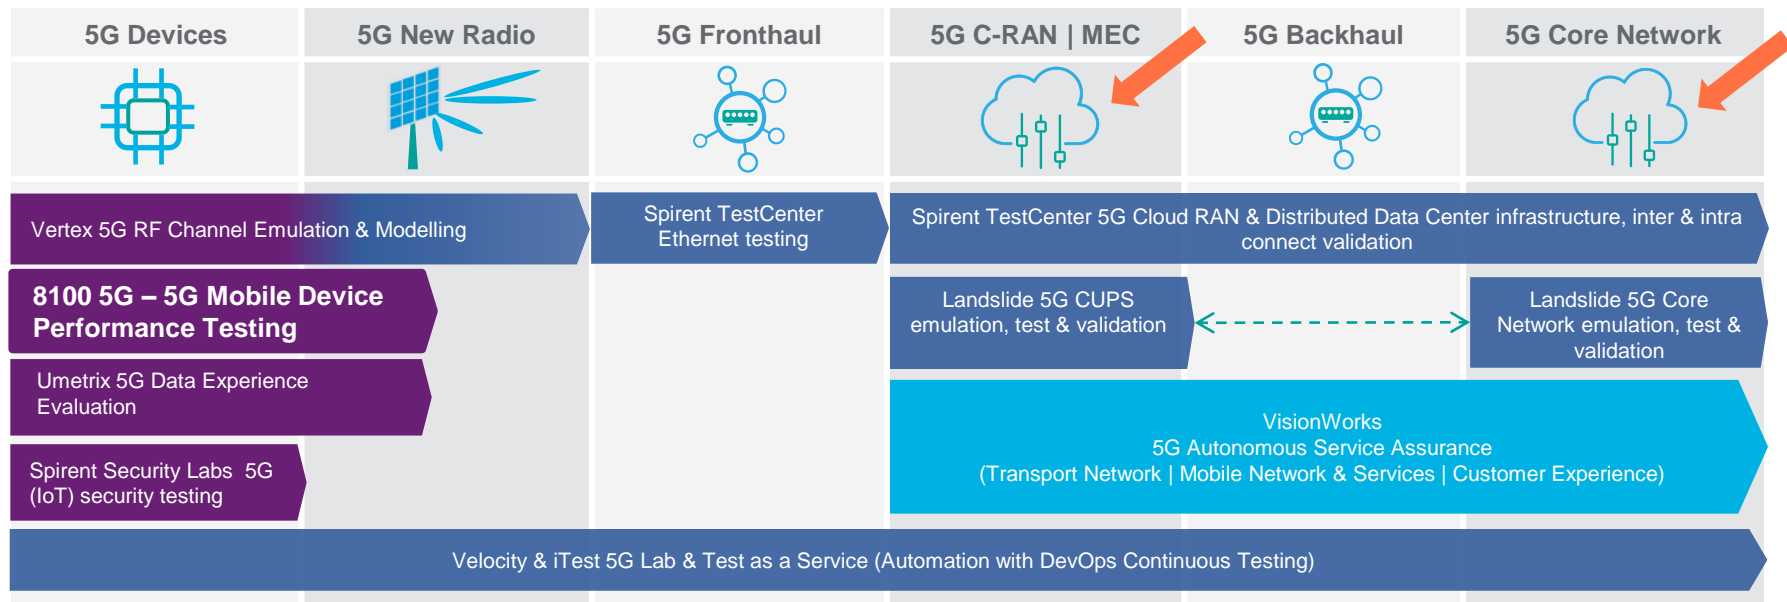 5G Devices
5G New Radio
5G Fronthaul
5G C-RAN | MEC
5G Backhaul
5G Core Network
Vertex 5G RF Channel Emulation & Modelling
Spirent TestCenter
Ethernet testing
Spirent TestCenter 5G Cloud RAN & Distributed Data Center infrastructure, inter & intra
connect validation
8100 5G – 5G Mobile Device
Performance Testing
Landslide 5G CUPS
emulation, test & validation
Landslide 5G Core
Network emulation, test &
validation
Umetrix 5G Data Experience
Evaluation
VisionWorks
5G Autonomous Service Assurance
(Transport Network | Mobile Network & Services | Customer Experience)
Spirent Security Labs 5G
(IoT) security testing
Velocity & iTest 5G Lab & Test as a Service (Automation with DevOps Continuous Testing)